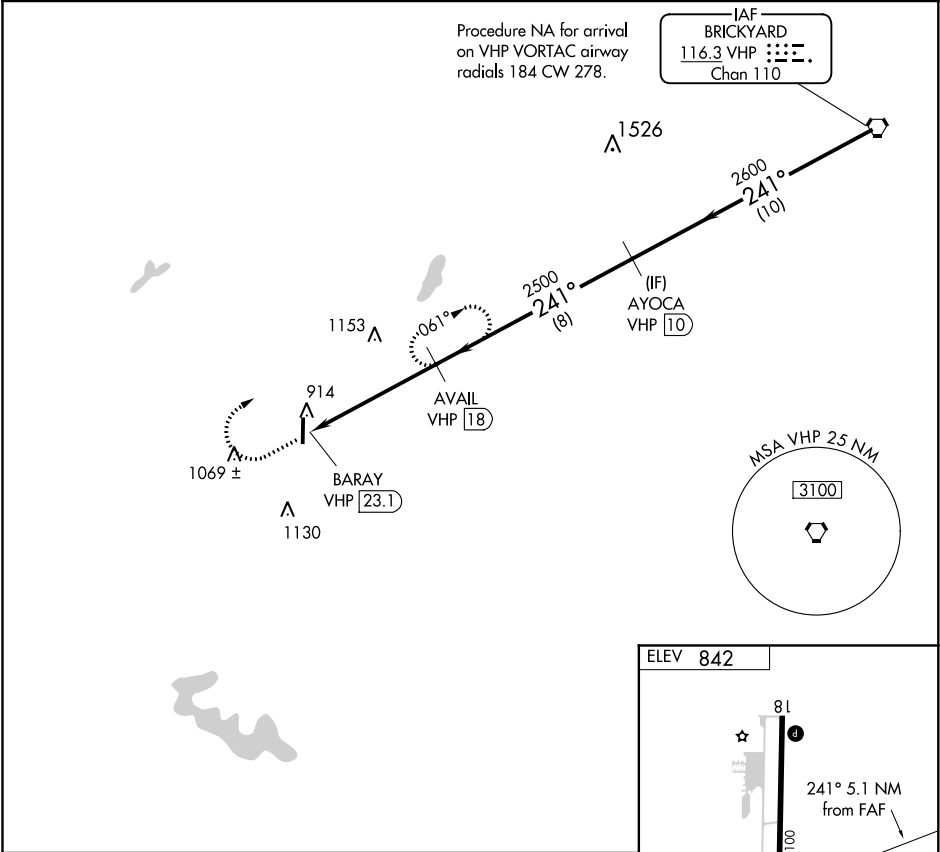 Procedure NA for arrival
on VHP VORTAC airway
radials 184 CW 278.
IAF
BRICKYARD
116.3 VHP
Chan 110
1526
2600
241°
(10)
2500
241°
(8)
(IF)
AYOCA
VHP 10
061°
1153
AVAIL
VHP 18
914
1069 ±
BARAY
VHP 23.1
1130
MSA VHP 25 NM
3100
ELEV 842
18
P
241° 5.1 NM
from FAF
100